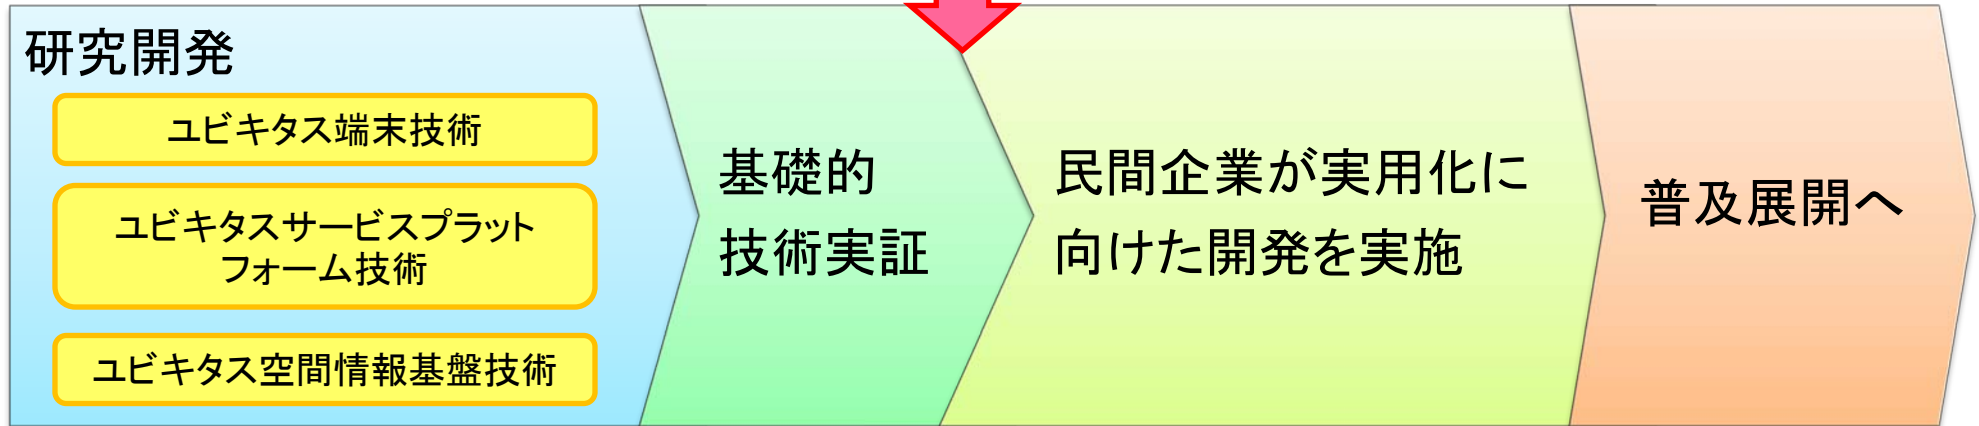 研究開発
ユビキタス端末技術
ユビキタスサービスプラット
フォーム技術
ユビキタス空間情報基盤技術
基礎的
技術実証
民間企業が実用化に
向けた開発を実施
普及展開へ